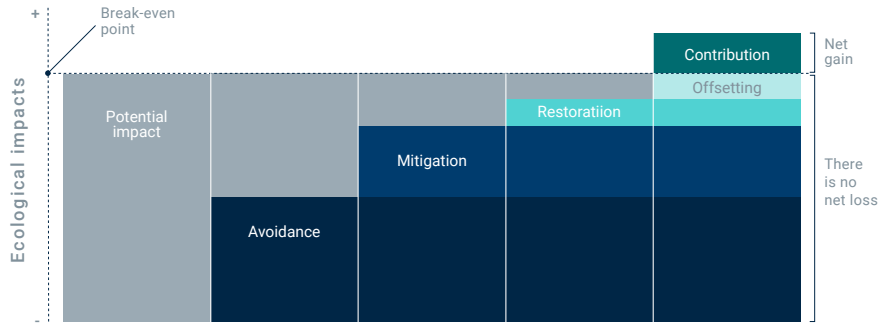 +
Break-even
point
Ecological impacts
-
Potential
impact
Avoidance
Mitigation
Restoratiion
Contribution
Offsetting
Net
gain
There
is no
net loss